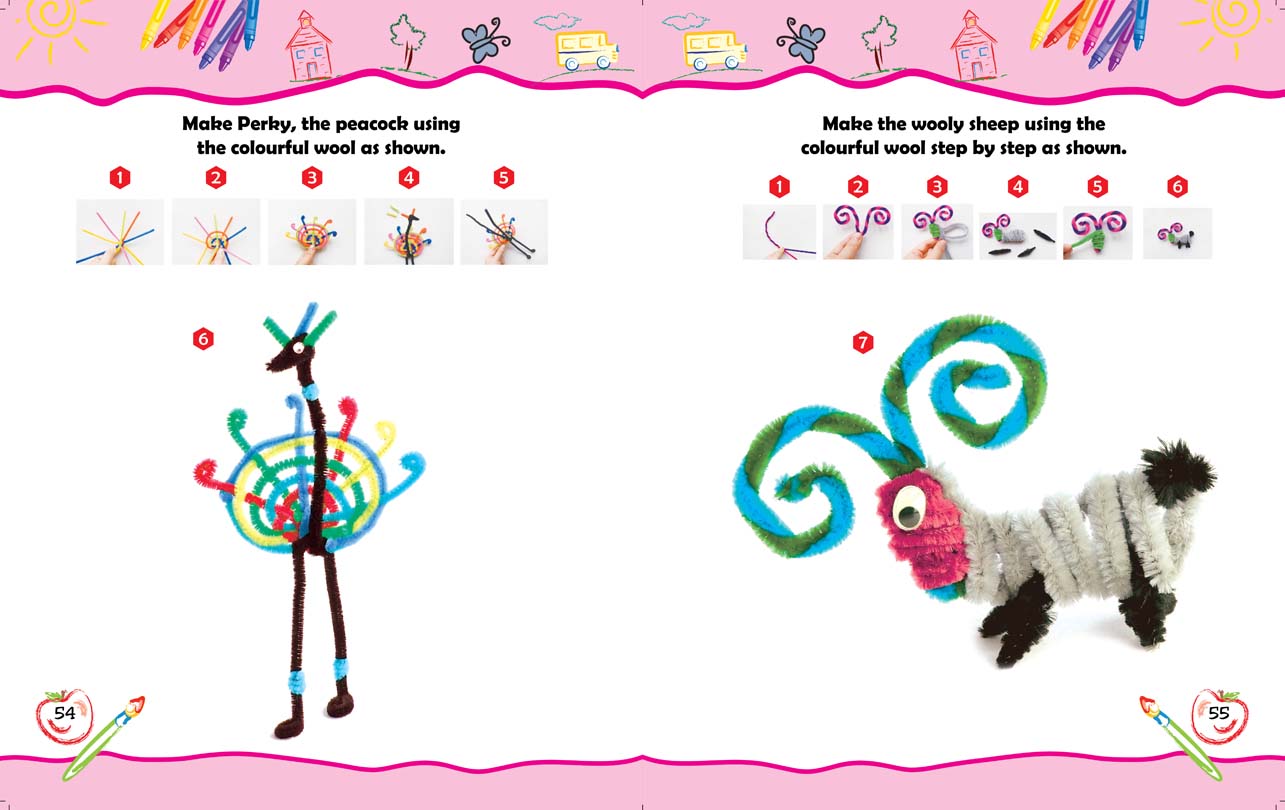 Make Perky, the peacock using
the colourful wool as shown.
1 2 3 4 5
6
54
Make the wooly sheep using the
colourful wool step by step as shown.
1 2 3 4 5 6
7
55